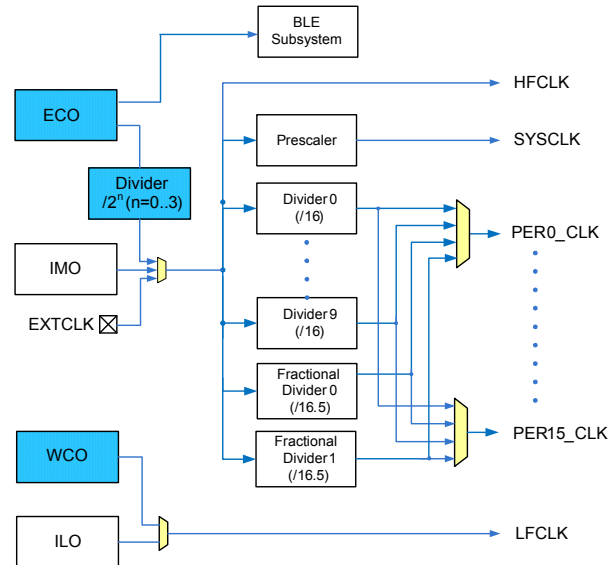 BLE
Subsystem
ECO
HFCLK
Prescaler
SYSCLK
Divider
/2ⁿ (n=0..3)
Divider 0
(/16)
PER0_CLK
IMO
EXTCLK
Divider 9
(/16)
Fractional
Divider 0
(/16.5)
PER15_CLK
Fractional
Divider 1
(/16.5)
WCO
ILO
LFCLK